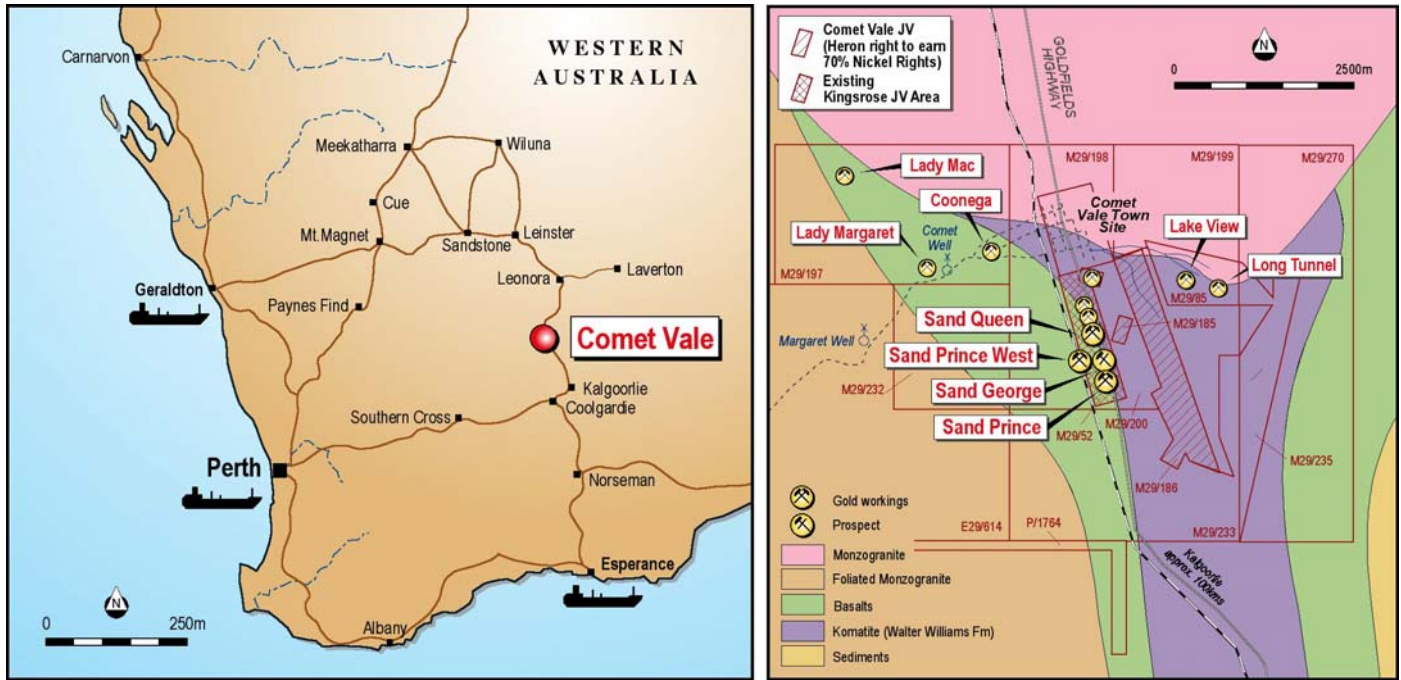 WESTERN
AUSTRALIA
Carnarvon
Meekatharra
Wiluna
Cue
Mt.Magnet
Sandstone
Leinster
Leonora
Laverton
Geraldton
Paynes Find
Comet Vale
Kalgoorlie
Coolgardie
Southern Cross
Perth
Norseman
Esperance
Albany
N
0
250m
Comet Vale JV
(Heron right to earn
70% Nickel Rights)
Existing
Kingsrose JV Area
GOLDFIELDS
HIGHWAY
N
0
2500m
M29/198
M29/199
M29/270
Lady Mac
Coonega
Comet
Vale Town
Site
Lady Margaret
Comet
Well
Lake View
Long Tunnel
M29/197
M29/85
Sand Queen
M29/185
Margaret Well
Sand Prince West
M29/232
Sand George
Sand Prince
M29/52
M29/200
M29/235
M29/186
Gold workings
Prospect
E29/614
P/1764
M29/233
Monzogranite
Foliated Monzogranite
Basalts
Komatite (Walter Williams Fm)
Sediments
Kalgoorlie
approx. 100kms